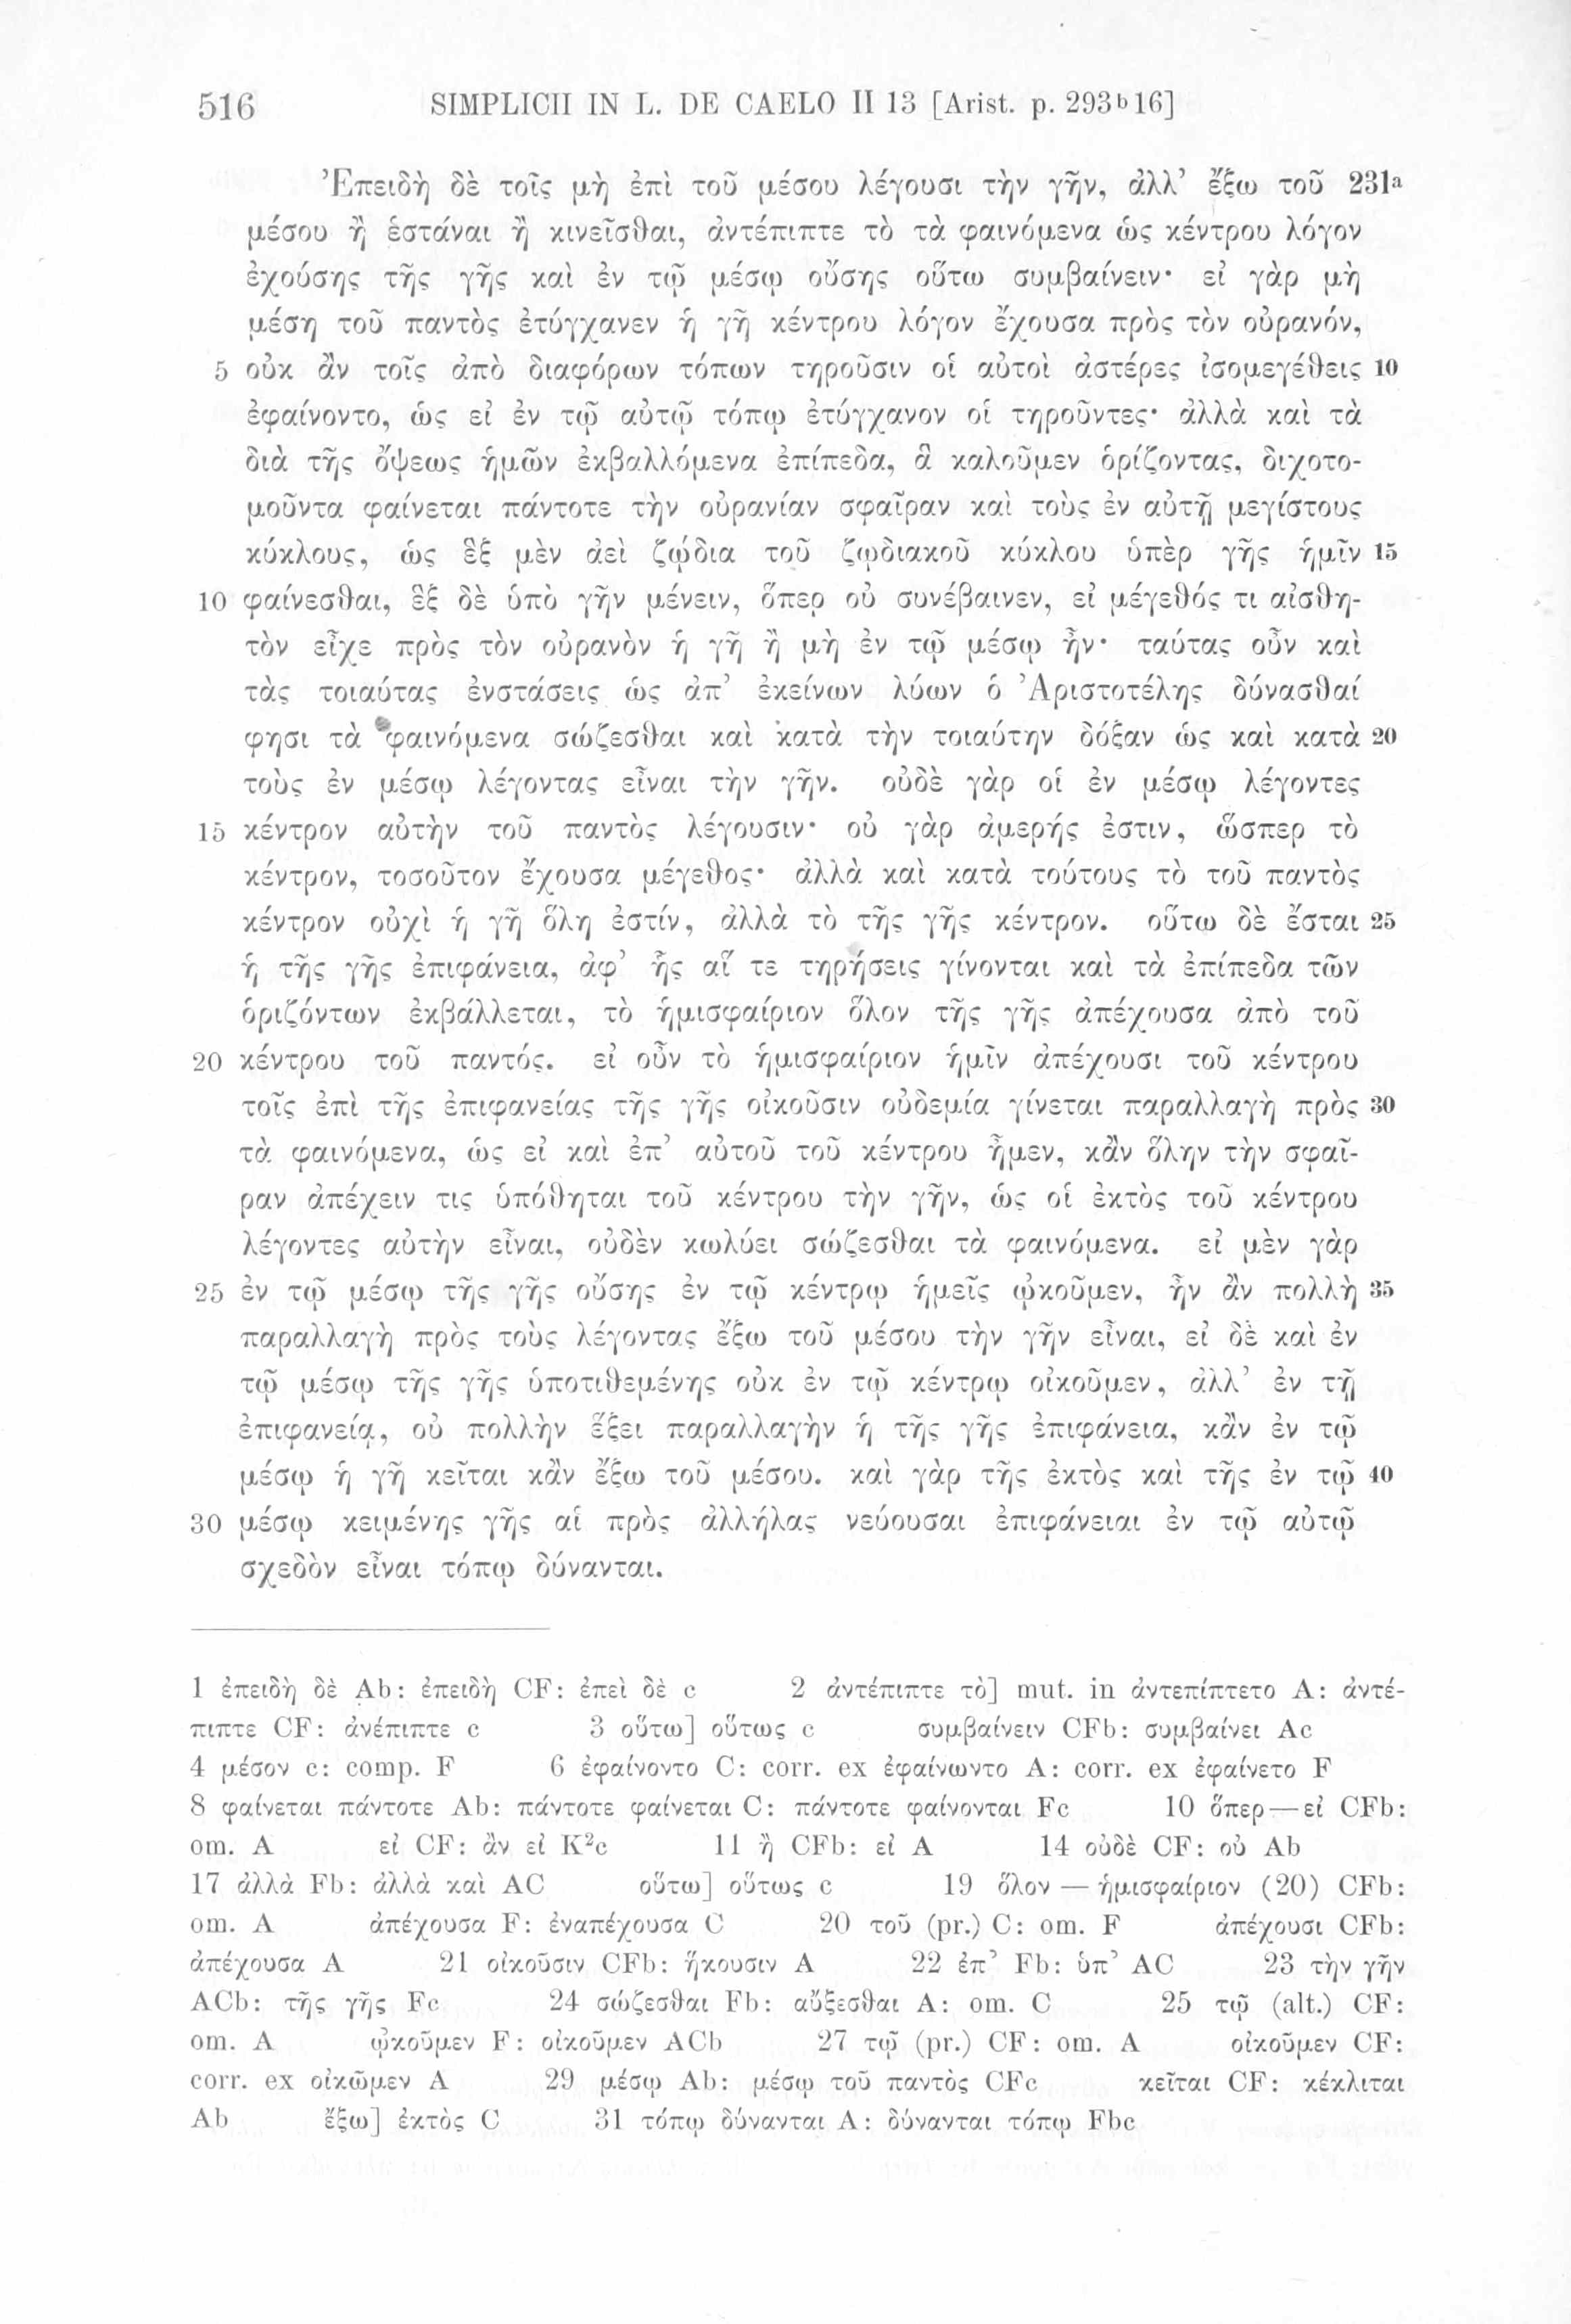 516 SIMPLICII IN L. DE CAELO II 13 [Arist. p. 293ᵇ16]
Ἐπειδὴ δὲ τοῖς μὴ ἐπὶ τοῦ μέσου λέγουσι τὴν γῆν, ἀλλ’ ἔξω τοῦ 231ᵃ
μέσου ἢ ἑστάναι ἢ κινεῖσθαι, ἀντέπιπτε τὸ τὰ φαινόμενα ὡς κέντρου λόγον
ἐχούσης τῆς γῆς καὶ ἐν τῷ μέσῳ οὔσης οὕτω συμβαίνειν· εἰ γὰρ μὴ
μέση τοῦ παντὸς ἐτύγχανεν ἡ γῆ κέντρου λόγον ἔχουσα πρὸς τὸν οὐρανόν,
5 οὐκ ἂν τοῖς ἀπὸ διαφόρων τόπων τηροῦσιν οἱ αὐτοὶ ἀστέρες ἰσομεγέθεις 10
ἐφαίνοντο, ὡς εἰ ἐν τῷ αὐτῷ τόπῳ ἐτύγχανον οἱ τηροῦντες· ἀλλὰ καὶ τὰ
διὰ τῆς ὄψεως ἡμῶν ἐκβαλλόμενα ἐπίπεδα, ἃ καλοῦμεν ὁρίζοντας, διχοτο-
μοῦντα φαίνεται πάντοτε τὴν οὐρανίαν σφαῖραν καὶ τοὺς ἐν αὐτῇ μεγίστους
κύκλους, ὡς ἓξ μὲν ἀεὶ ζῴδια τοῦ ζῳδιακοῦ κύκλου ὑπὲρ γῆς ἡμῖν 15
10 φαίνεσθαι, ἓξ δὲ ὑπὸ γῆν μένειν, ὅπερ οὐ συνέβαινεν, εἰ μέγεθός τι αἰσθη-
τὸν εἶχε πρὸς τὸν οὐρανὸν ἡ γῆ ἢ μὴ ἐν τῷ μέσῳ ἦν· ταύτας οὖν καὶ
τὰς τοιαύτας ἐνστάσεις ὡς ἀπ’ ἐκείνων λύων ὁ Ἀριστοτέλης δύνασθαί
φησι τὰ φαινόμενα σώζεσθαι καὶ κατὰ τὴν τοιαύτην δόξαν ὡς καὶ κατὰ 20
τοὺς ἐν μέσῳ λέγοντας εἶναι τὴν γῆν. οὐδὲ γὰρ οἱ ἐν μέσῳ λέγοντες
15 κέντρον αὐτὴν τοῦ παντὸς λέγουσιν· οὐ γὰρ ἀμερής ἐστιν, ὥσπερ τὸ
κέντρον, τοσοῦτον ἔχουσα μέγεθος· ἀλλὰ καὶ κατὰ τούτους τὸ τοῦ παντὸς
κέντρον οὐχὶ ἡ γῆ ὅλη ἐστίν, ἀλλὰ τὸ τῆς γῆς κέντρον. οὕτω δὲ ἔσται 25
ἡ τῆς γῆς ἐπιφάνεια, ἀφ’ ἧς αἵ τε τηρήσεις γίνονται καὶ τὰ ἐπίπεδα τῶν
ὁριζόντων ἐκβάλλεται, τὸ ἡμισφαίριον ὅλον τῆς γῆς ἀπέχουσα ἀπὸ τοῦ
20 κέντρου τοῦ παντός. εἰ οὖν τὸ ἡμισφαίριον ἡμῖν ἀπέχουσι τοῦ κέντρου
τοῖς ἐπὶ τῆς ἐπιφανείας τῆς γῆς οἰκοῦσιν οὐδεμία γίνεται παραλλαγὴ πρὸς 30
τὰ φαινόμενα, ὡς εἰ καὶ ἐπ’ αὐτοῦ τοῦ κέντρου ἦμεν, κἂν ὅλην τὴν σφαῖ-
ραν ἀπέχειν τις ὑπόθηται τοῦ κέντρου τὴν γῆν, ὡς οἱ ἐκτὸς τοῦ κέντρου
λέγοντες αὐτὴν εἶναι, οὐδὲν κωλύει σώζεσθαι τὰ φαινόμενα. εἰ μὲν γὰρ
25 ἐν τῷ μέσῳ τῆς γῆς οὔσης ἐν τῷ κέντρῳ ἡμεῖς ᾠκοῦμεν, ἦν ἂν πολλὴ 35
παραλλαγὴ πρὸς τοὺς λέγοντας ἔξω τοῦ μέσου τὴν γῆν εἶναι, εἰ δὲ καὶ ἐν
τῷ μέσῳ τῆς γῆς ὑποτιθεμένης οὐκ ἐν τῷ κέντρῳ οἰκοῦμεν, ἀλλ’ ἐν τῇ
ἐπιφανείᾳ, οὐ πολλὴν ἕξει παραλλαγὴν ἡ τῆς γῆς ἐπιφάνεια, κἂν ἐν τῷ
μέσῳ ἡ γῆ κεῖται κἂν ἔξω τοῦ μέσου. καὶ γὰρ τῆς ἐκτὸς καὶ τῆς ἐν τῷ 40
30 μέσῳ κειμένης γῆς αἱ πρὸς ἀλλήλας νεύουσαι ἐπιφάνειαι ἐν τῷ αὐτῷ
σχεδὸν εἶναι τόπῳ δύνανται.
1 ἐπειδὴ δὲ Ab: ἐπειδὴ CF: ἐπεὶ δὲ c 2 ἀντέπιπτε τὸ] mut. in ἀντεπίπτετο A: ἀντέ-
πιπτε CF: ἀνέπιπτε c 3 οὕτω] οὕτως c συμβαίνειν CFb: συμβαίνει Ac
4 μέσον c: comp. F 6 ἐφαίνοντο C: corr. ex ἐφαίνωντο A: corr. ex ἐφαίνετο F
8 φαίνεται πάντοτε Ab: πάντοτε φαίνεται C: πάντοτε φαίνονται Fc 10 ὅπερ—εἰ CFb:
om. A εἰ CF: ἂν εἰ K²c 11 ἢ CFb: εἰ A 14 οὐδὲ CF: οὐ Ab
17 ἀλλὰ Fb: ἀλλὰ καὶ AC οὕτω] οὕτως c 19 ὅλον — ἡμισφαίριον (20) CFb:
om. A ἀπέχουσα F: ἐναπέχουσα C 20 τοῦ (pr.) C: om. F ἀπέχουσι CFb:
ἀπέχουσα A 21 οἰκοῦσιν CFb: ἥκουσιν A 22 ἐπ’ Fb: ὑπ’ AC 23 τὴν γῆν
ACb: τῆς γῆς Fc 24 σώζεσθαι Fb: αὔξεσθαι A: om. C 25 τῷ (alt.) CF:
om. A ᾠκοῦμεν F: οἰκοῦμεν ACb 27 τῷ (pr.) CF: om. A οἰκοῦμεν CF:
corr. ex οἰκῶμεν A 29 μέσῳ Ab: μέσῳ τοῦ παντὸς CFc κεῖται CF: κέκλιται
Ab ἔξω] ἐκτὸς C 31 τόπῳ δύνανται A: δύνανται τόπῳ Fbc